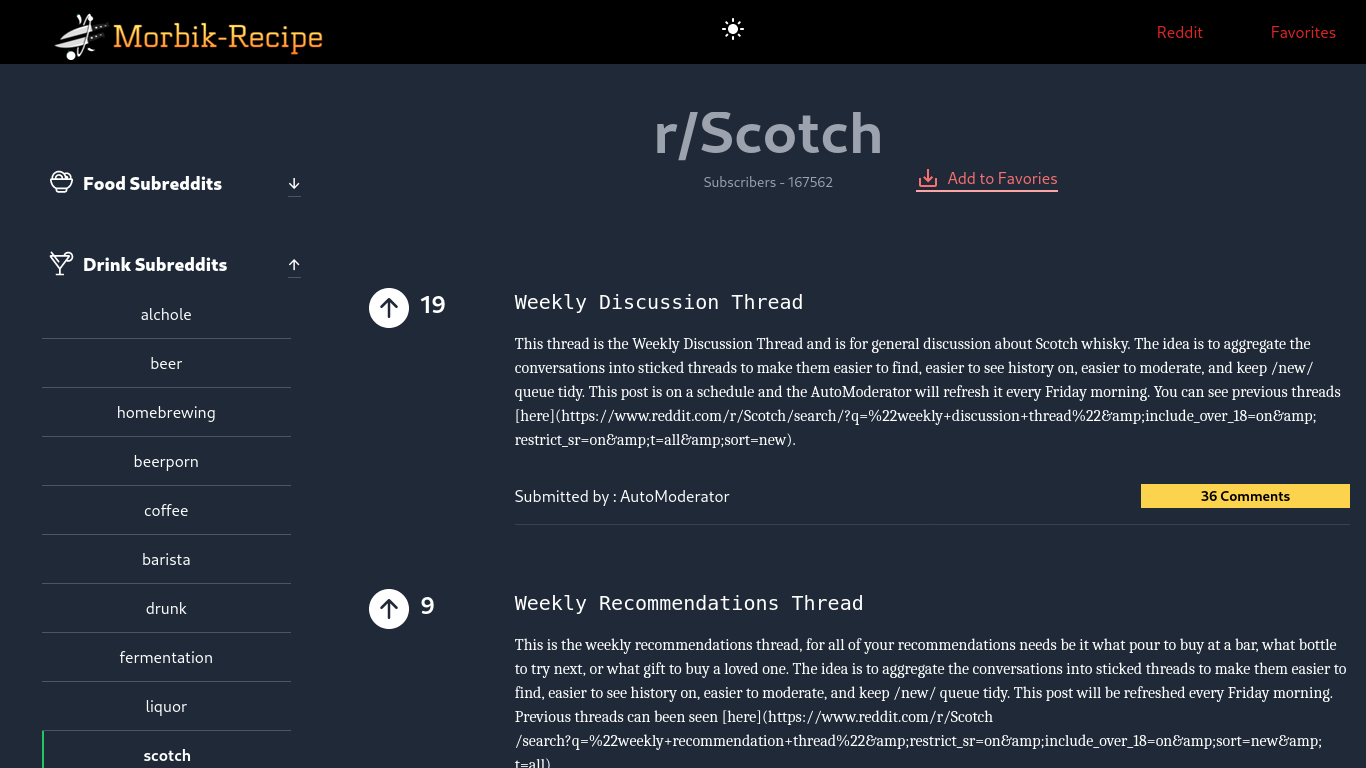 Morbik-Recipe
Reddit
Favorites
r/Scotch
Subscribers - 167562
Add to Favories
Food Subreddits
Drink Subreddits
alchole
beer
homebrewing
beerporn
coffee
barista
drunk
fermentation
liquor
scotch
19
Weekly Discussion Thread
This thread is the Weekly Discussion Thread and is for general discussion about Scotch whisky. The idea is to aggregate the
conversations into sticked threads to make them easier to find, easier to see history on, easier to moderate, and keep /new/
queue tidy. This post is on a schedule and the AutoModerator will refresh it every Friday morning. You can see previous threads
[here](https://www.reddit.com/r/Scotch/search/?q=%22weekly+discussion+thread%22&amp;include_over_18=on&amp;
restrict_sr=on&amp;t=all&amp;sort=new).
Submitted by : AutoModerator
36 Comments
9
Weekly Recommendations Thread
This is the weekly recommendations thread, for all of your recommendations needs be it what pour to buy at a bar, what bottle
to try next, or what gift to buy a loved one. The idea is to aggregate the conversations into sticked threads to make them easier to
find, easier to see history on, easier to moderate, and keep /new/ queue tidy. This post will be refreshed every Friday morning.
Previous threads can been seen [here](https://www.reddit.com/r/Scotch
/search?q=%22weekly+recommendation+thread%22&amp;restrict_sr=on&amp;include_over_18=on&amp;sort=new&amp;
t=all)